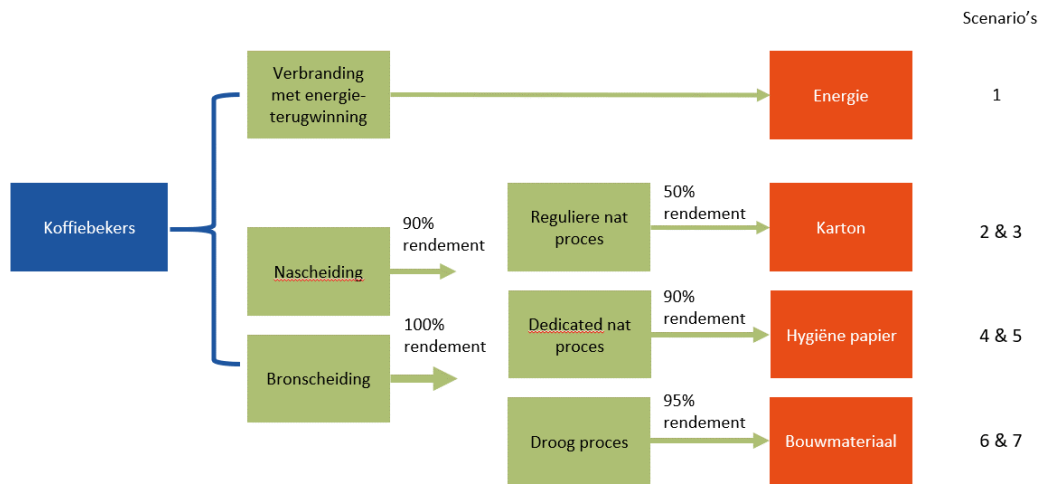 Scenario's
Verbranding
met energie-
terugwinning
Energie
1
Koffiebekers
90%
rendement
Nascheiding
100%
rendement
Bronscheiding
Reguliere nat
proces
50%
rendement
Karton
2 & 3
Dedicated nat
proces
90%
rendement
Hygiëne papier
4 & 5
Droog proces
95%
rendement
Bouwmateriaal
6 & 7